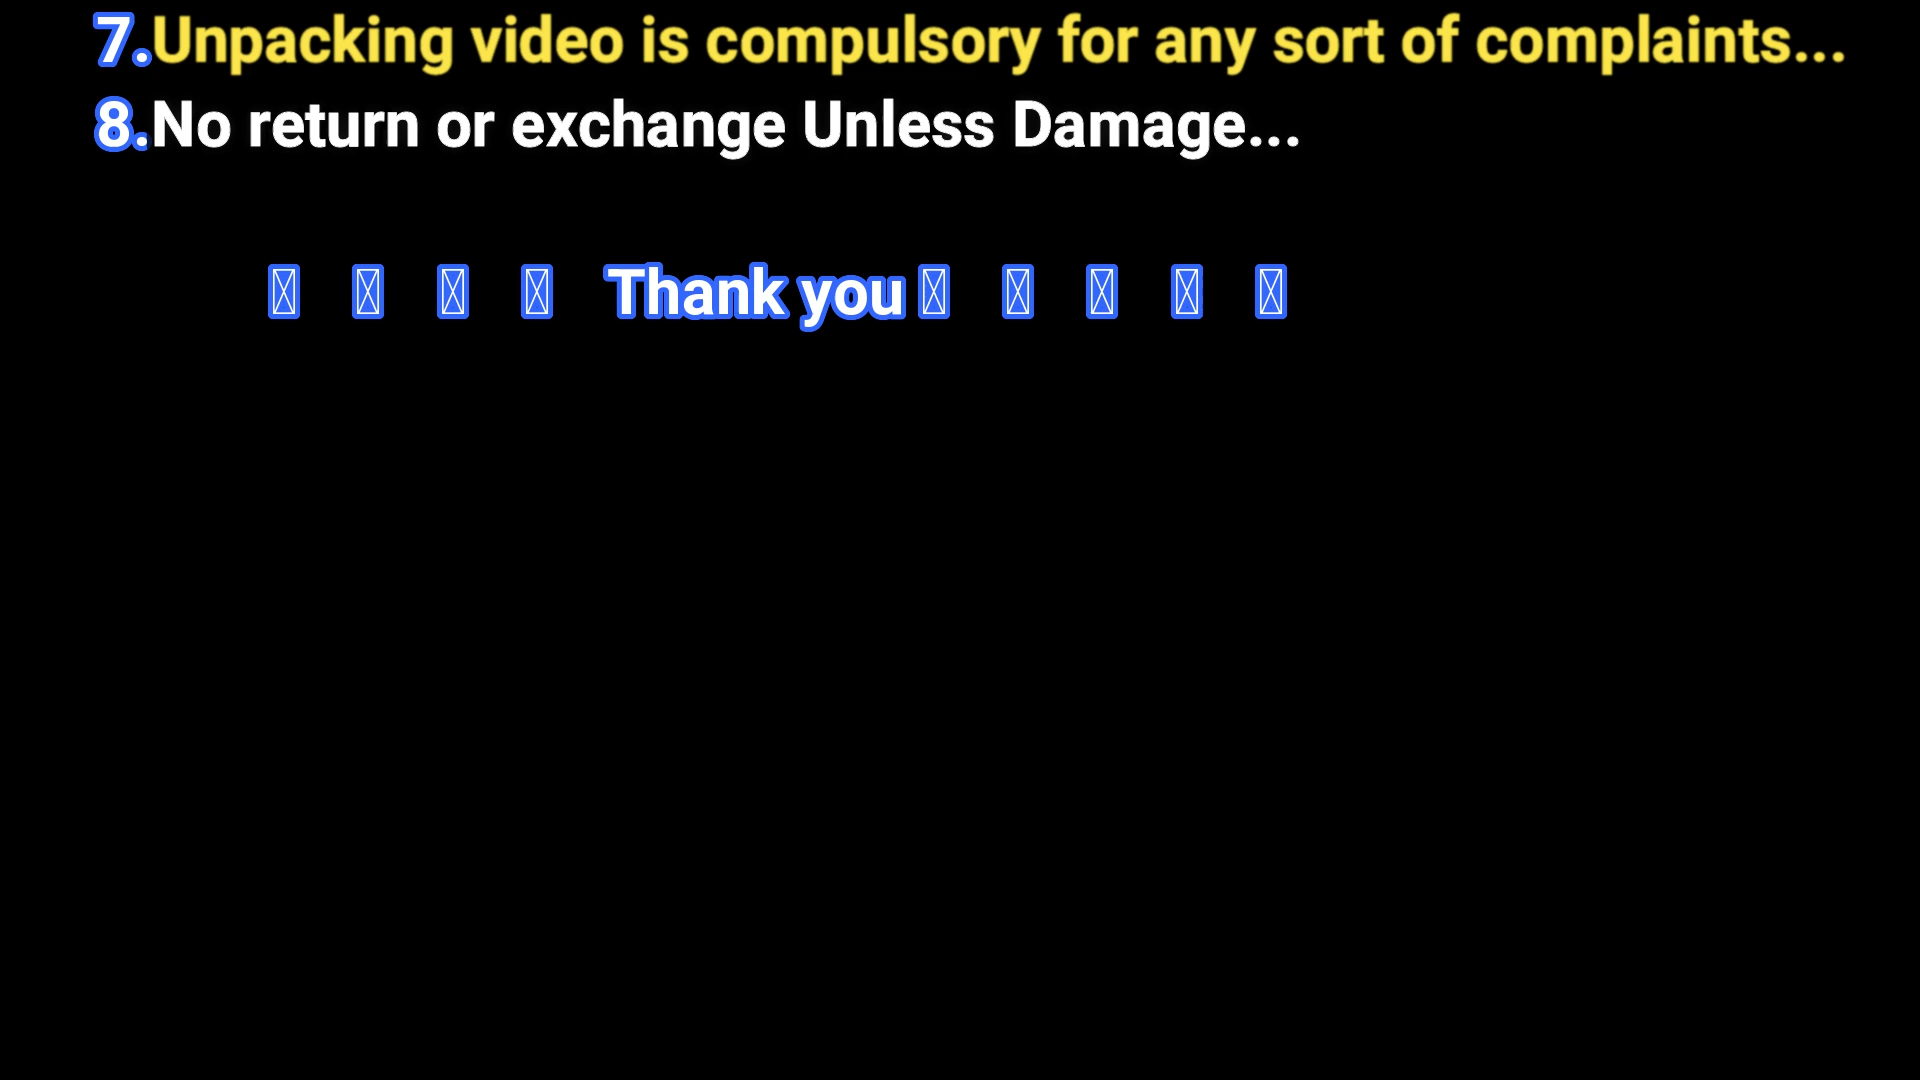 7.Unpacking video is compulsory for any sort of complaints...
8.No return or exchange Unless Damage...
Thank you